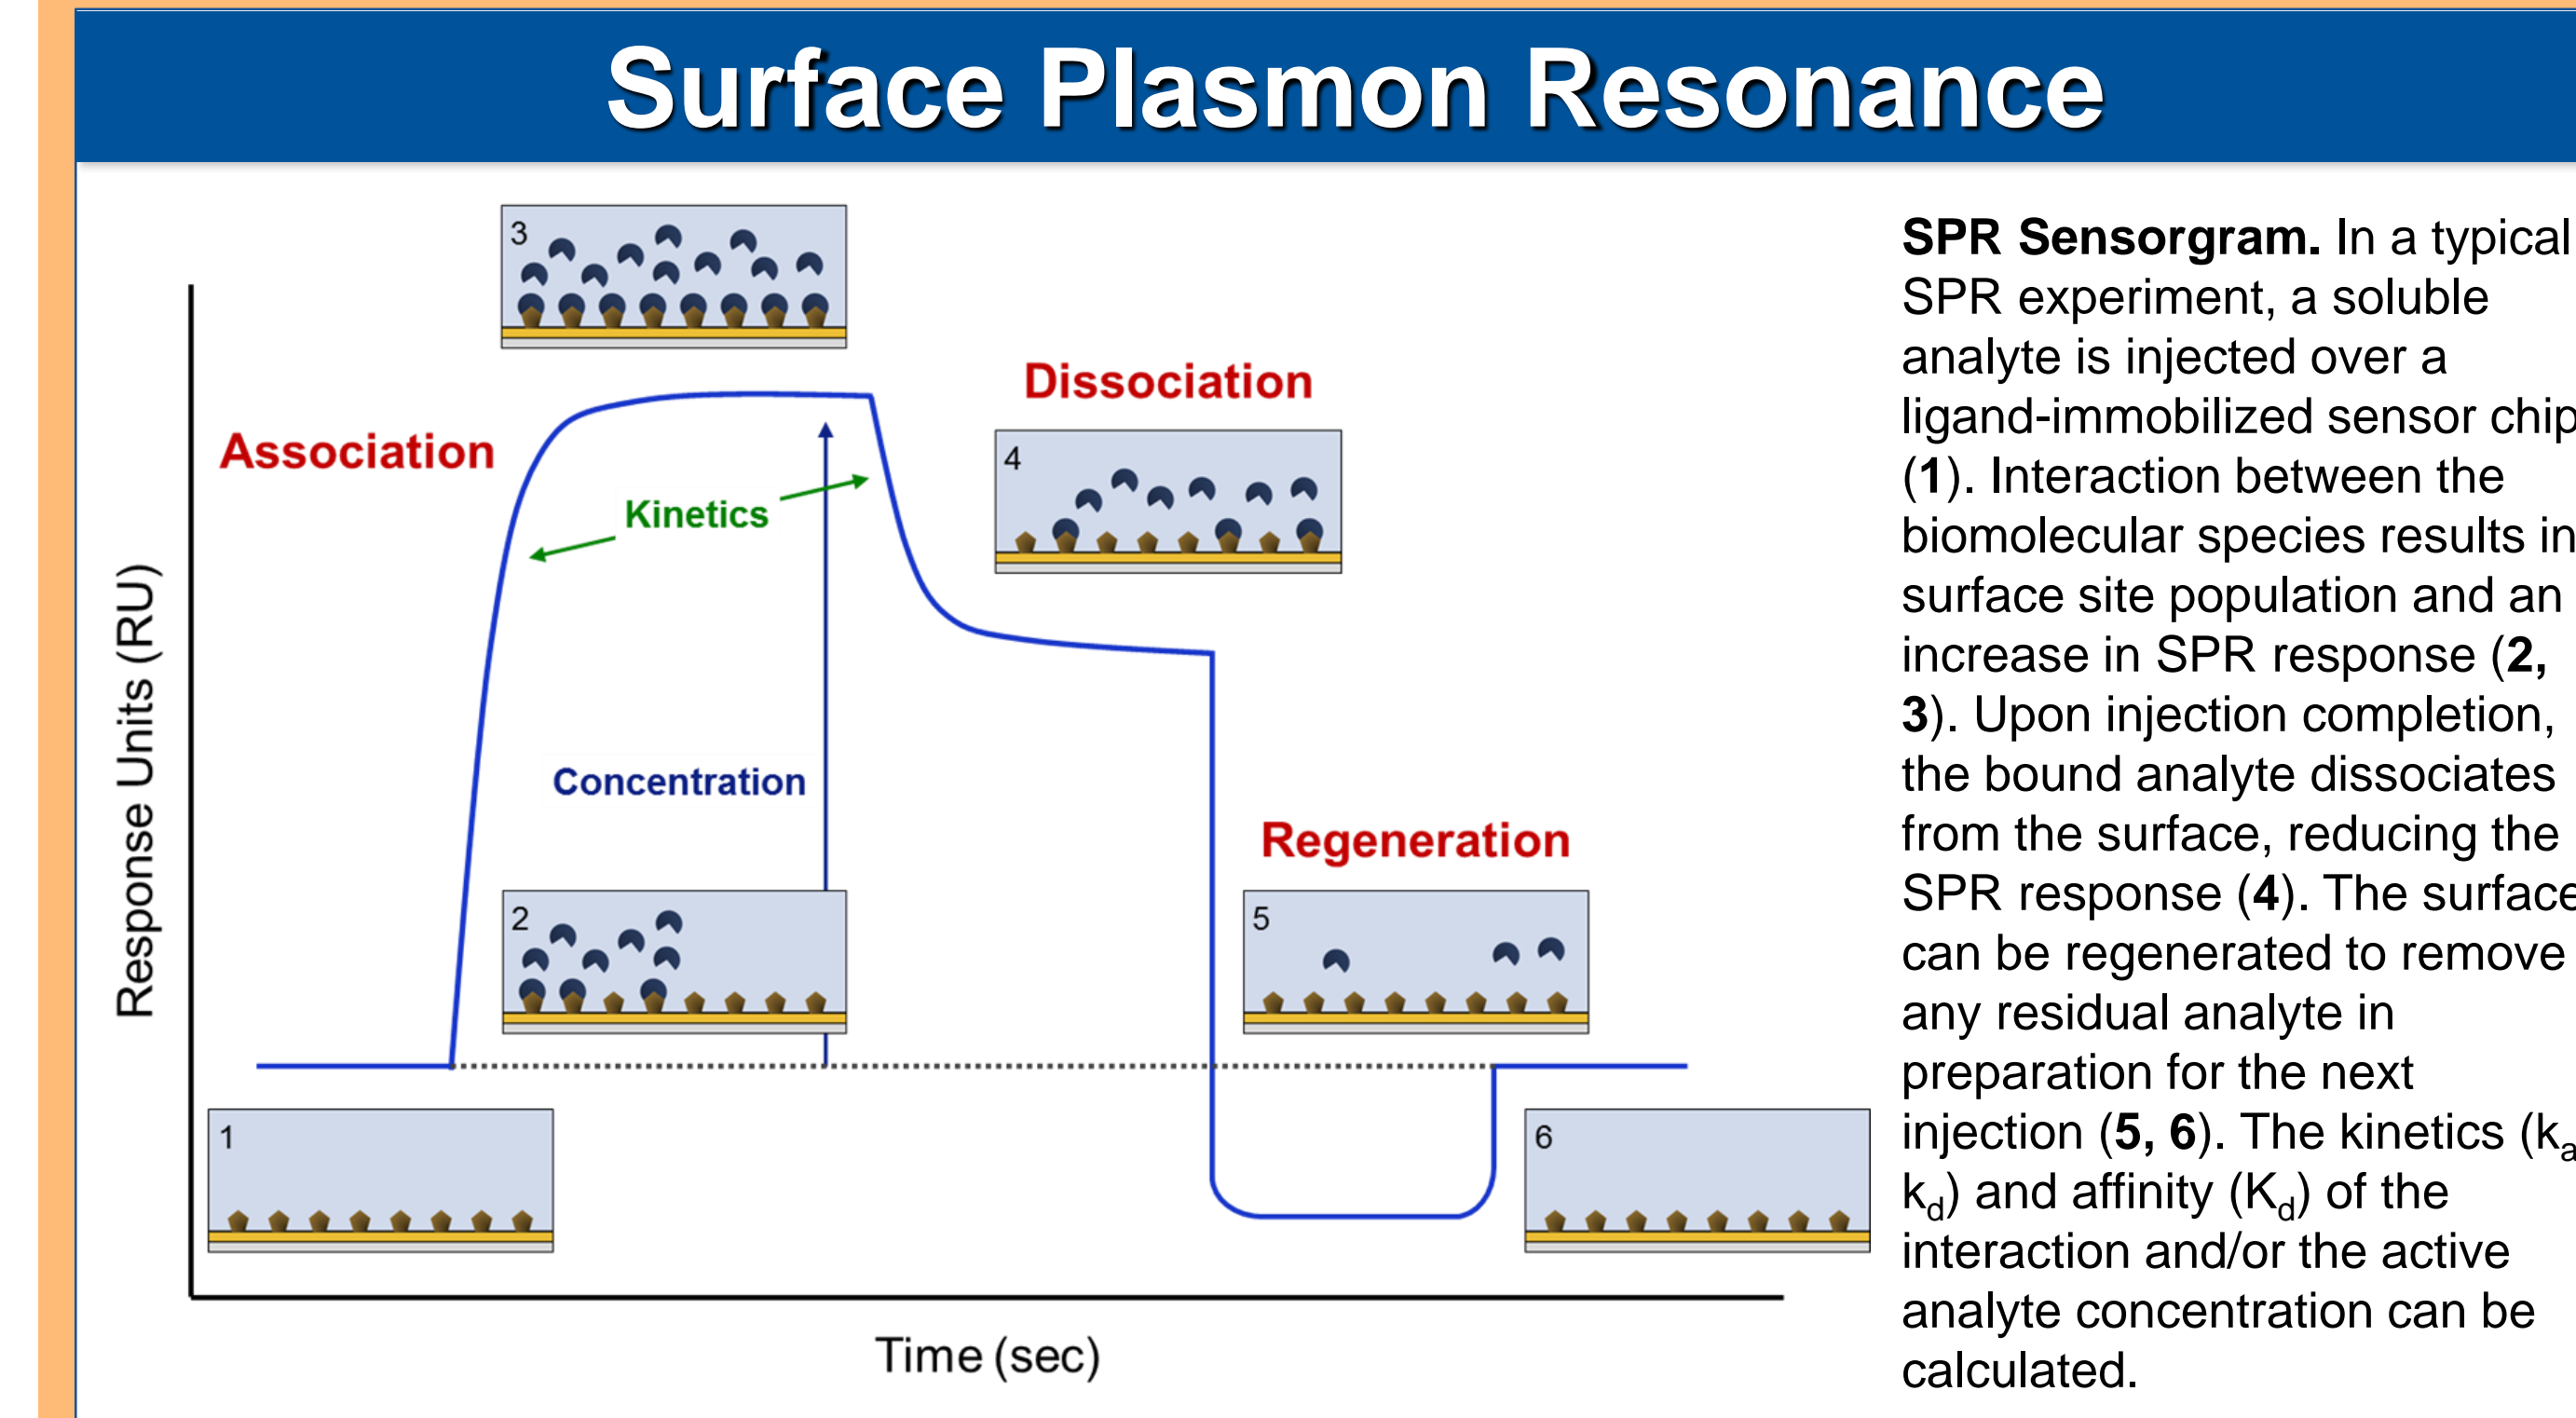 Surface Plasmon Resonance
3
Dissociation
Association
4
Kinetics
Response Units (RU)
Concentration
Regeneration
2
5
1
6
Time (sec)
SPR Sensorgram. In a typical
SPR experiment, a soluble
analyte is injected over a
ligand-immobilized sensor chip
(1). Interaction between the
biomolecular species results in
surface site population and an
increase in SPR response (2,
3). Upon injection completion,
the bound analyte dissociates
from the surface, reducing the
SPR response (4). The surface
can be regenerated to remove
any residual analyte in
preparation for the next
injection (5, 6). The kinetics (ka
kd) and affinity (Kd) of the
interaction and/or the active
analyte concentration can be
calculated.